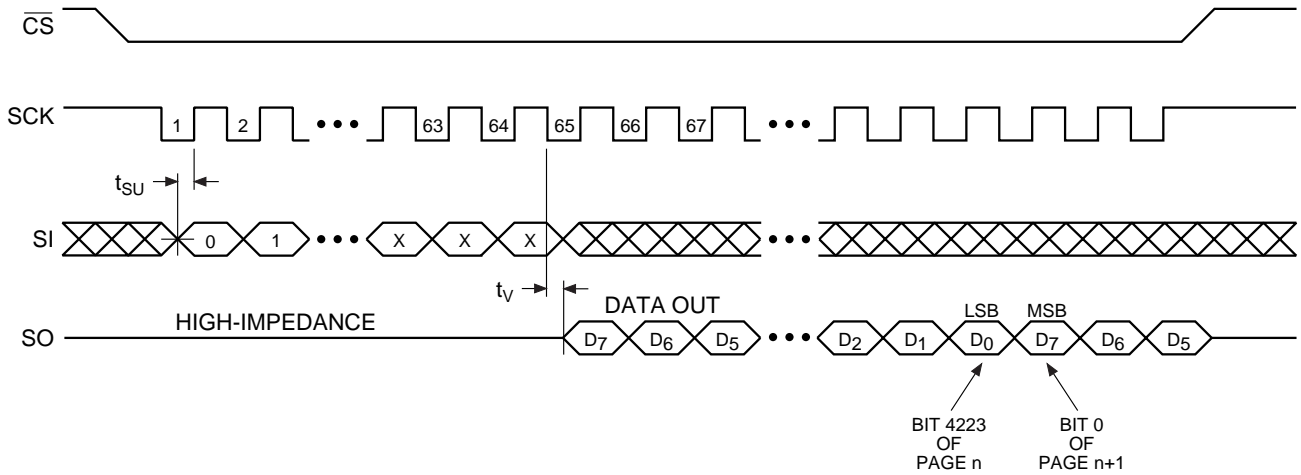 CS
SCK 1 2 ••• 63 64 65 66 67 •••
tSU
SI 0 1 ••• X X X •••
tV
HIGH-IMPEDANCE DATA OUT LSB MSB
SO D7 D6 D5 ••• D2 D1 D0 D7 D6 D5
BIT 4223
OF
PAGE n
BIT 0
OF
PAGE n+1